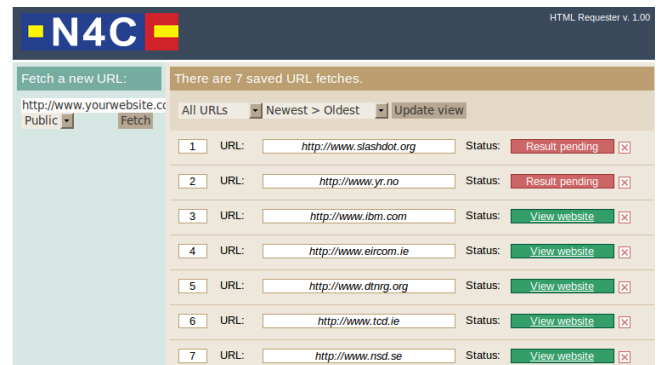 N4C
HTML Requester v. 1.00
Fetch a new URL:
http://www.yourwebsite.co
Public
Fetch
There are 7 saved URL fetches.
All URLs Newest > Oldest Update view
1 URL: http://www.slashdot.org Status: Result pending
2 URL: http://www.yr.no Status: Result pending
3 URL: http://www.ibm.com Status: View website
4 URL: http://www.eircom.ie Status: View website
5 URL: http://www.dtnrg.org Status: View website
6 URL: http://www.tcd.ie Status: View website
7 URL: http://www.nsd.se Status: View website